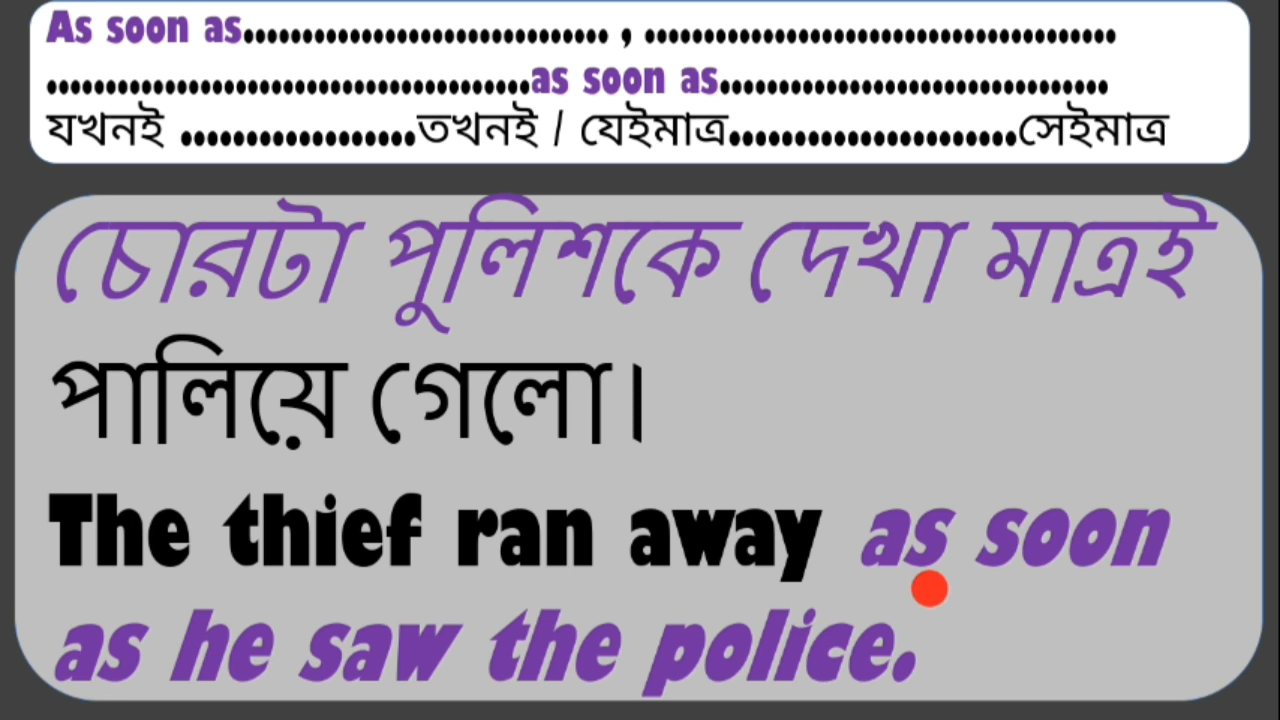 As soon as.............................. , .......................................
........................................as soon as................................
যখনই ..................তখনই / যেইমাত্র......................সেইমাত্র
চোরটা পুলিশকে দেখা মাত্রই
পালিয়ে গেলো।
The thief ran away as soon
as he saw the police.